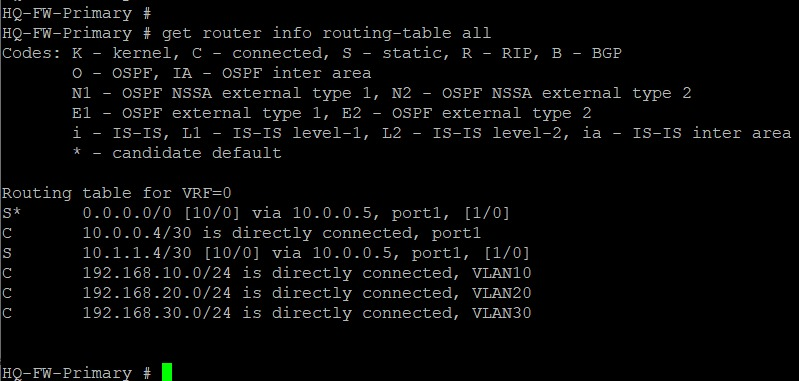 HQ-FW-Primary #
HQ-FW-Primary # get router info routing-table all
Codes: K - kernel, C - connected, S - static, R - RIP, B - BGP
       O - OSPF, IA - OSPF inter area
       N1 - OSPF NSSA external type 1, N2 - OSPF NSSA external type 2
       E1 - OSPF external type 1, E2 - OSPF external type 2
       i - IS-IS, L1 - IS-IS level-1, L2 - IS-IS level-2, ia - IS-IS inter area
       * - candidate default
Routing table for VRF=0
S*      0.0.0.0/0 [10/0] via 10.0.0.5, port1, [1/0]
C       10.0.0.4/30 is directly connected, port1
S       10.1.1.4/30 [10/0] via 10.0.0.5, port1, [1/0]
C       192.168.10.0/24 is directly connected, VLAN10
C       192.168.20.0/24 is directly connected, VLAN20
C       192.168.30.0/24 is directly connected, VLAN30
HQ-FW-Primary #